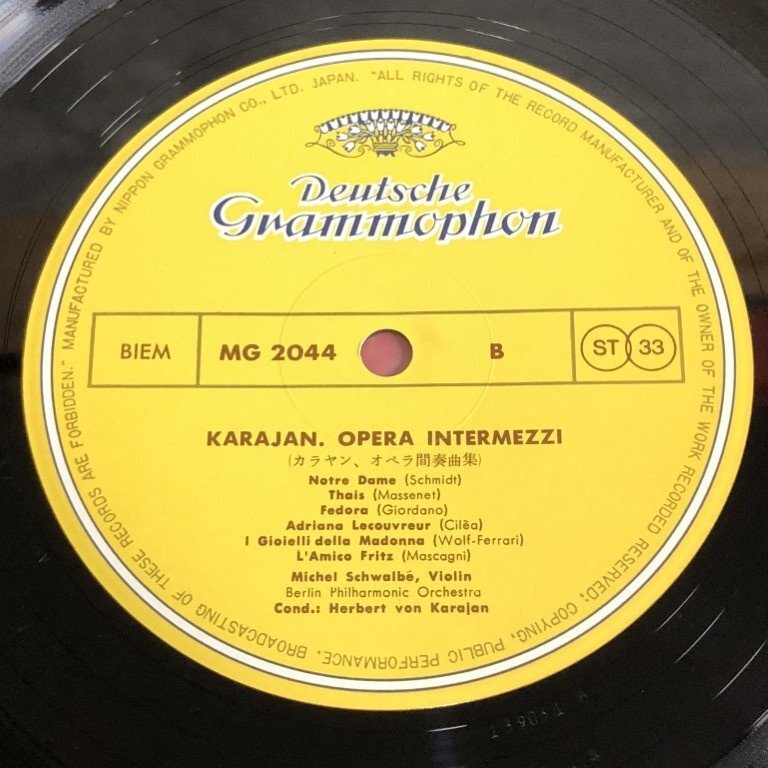 MANUFACTURED BY NIPPON GRAMMOPHON CO., LTD. JAPAN. "ALL RIGHTS OF THE RECORD MANUFACTURER AND OF THE OWNER OF THE WORK RECORDED RESERVED; COPYING, PUBLIC PERFORMANCE, BROADCASTING OF THESE RECORDS ARE FORBIDDEN."
Deutsche
Grammophon
BIEM MG 2044 B ST 33
KARAJAN. OPERA INTERMEZZI
(カラヤン、オペラ間奏曲集)
Notre Dame (Schmidt)
Thais (Massenet)
Fedora (Giordano)
Adriana Lecouvreur (Cilèa)
I Gioielli della Madonna (Wolf-Ferrari)
L'Amico Fritz (Mascagni)
Michel Schwalbé, Violin
Berlin Philharmonic Orchestra
Cond.: Herbert von Karajan